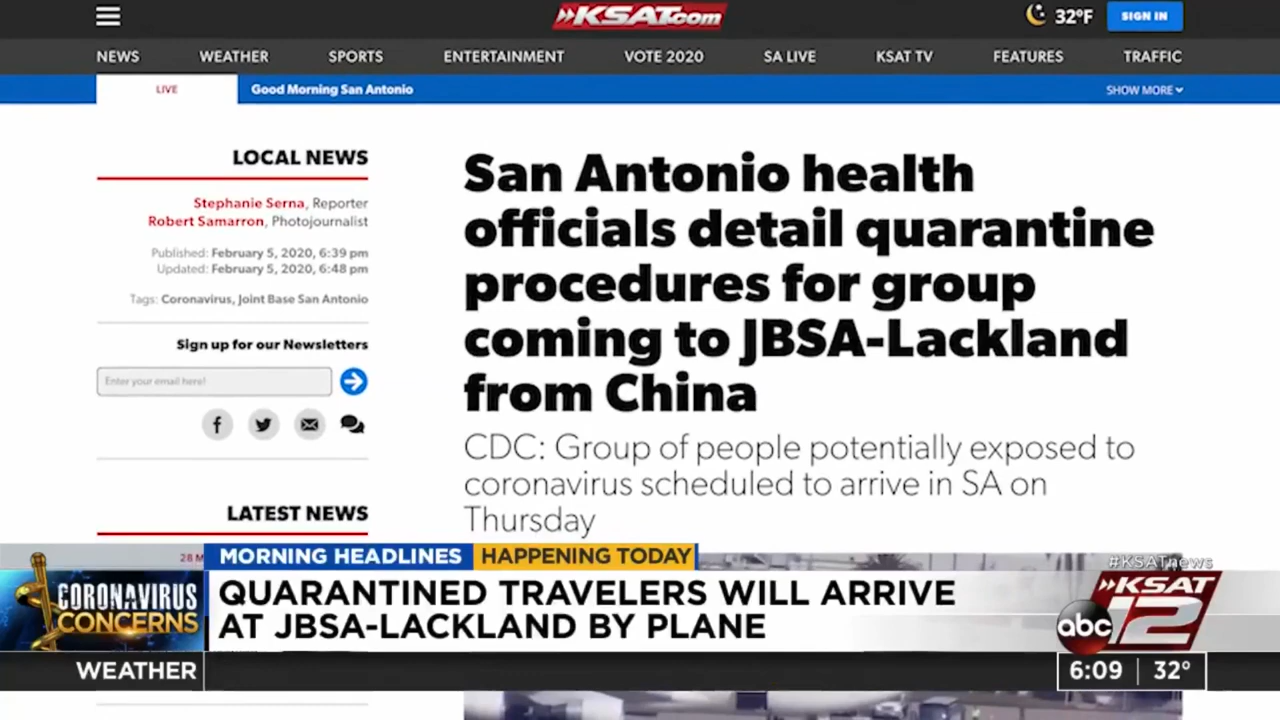 KSAT.com
32°F
SIGN IN
NEWS
WEATHER
SPORTS
ENTERTAINMENT
VOTE 2020
SA LIVE
KSAT TV
FEATURES
TRAFFIC
LIVE
Good Morning San Antonio
SHOW MORE
LOCAL NEWS
Stephanie Serna, Reporter
Robert Samarron, Photojournalist
Published: February 5, 2020, 6:39 pm
Updated: February 5, 2020, 6:48 pm
Tags: Coronavirus, Joint Base San Antonio
Sign up for our Newsletters
Enter your email here!
LATEST NEWS
San Antonio health
officials detail quarantine
procedures for group
coming to JBSA-Lackland
from China
CDC: Group of people potentially exposed to
coronavirus scheduled to arrive in SA on
Thursday
28 M
MORNING HEADLINES
HAPPENING TODAY
#KSATnews
CORONAVIRUS
CONCERNS
QUARANTINED TRAVELERS WILL ARRIVE
AT JBSA-LACKLAND BY PLANE
KSAT
abc 12
WEATHER
6:09 32°